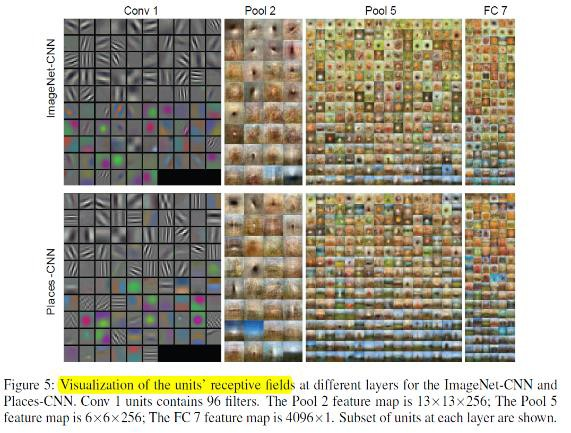 Conv 1 Pool 2 Pool 5 FC 7
ImageNet-CNN
Places-CNN
Figure 5: Visualization of the units' receptive fields at different layers for the ImageNet-CNN and
Places-CNN. Conv 1 units contains 96 filters. The Pool 2 feature map is 13×13×256; The Pool 5
feature map is 6×6×256; The FC 7 feature map is 4096×1. Subset of units at each layer are shown.